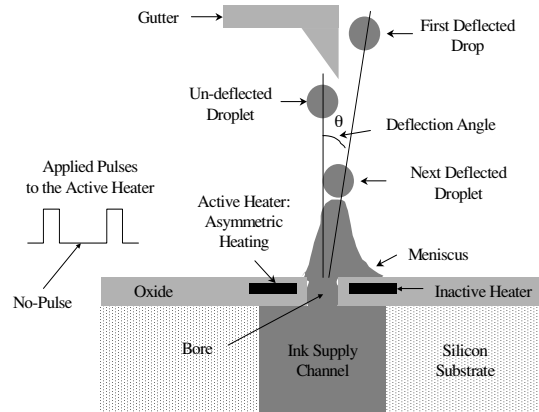 Gutter
First Deflected
Drop
Un-deflected
Droplet
θ
Deflection Angle
Applied Pulses
to the Active Heater
Next Deflected
Droplet
Active Heater:
Asymmetric
Heating
Meniscus
No-Pulse
Oxide
Inactive Heater
Bore
Ink Supply
Channel
Silicon
Substrate